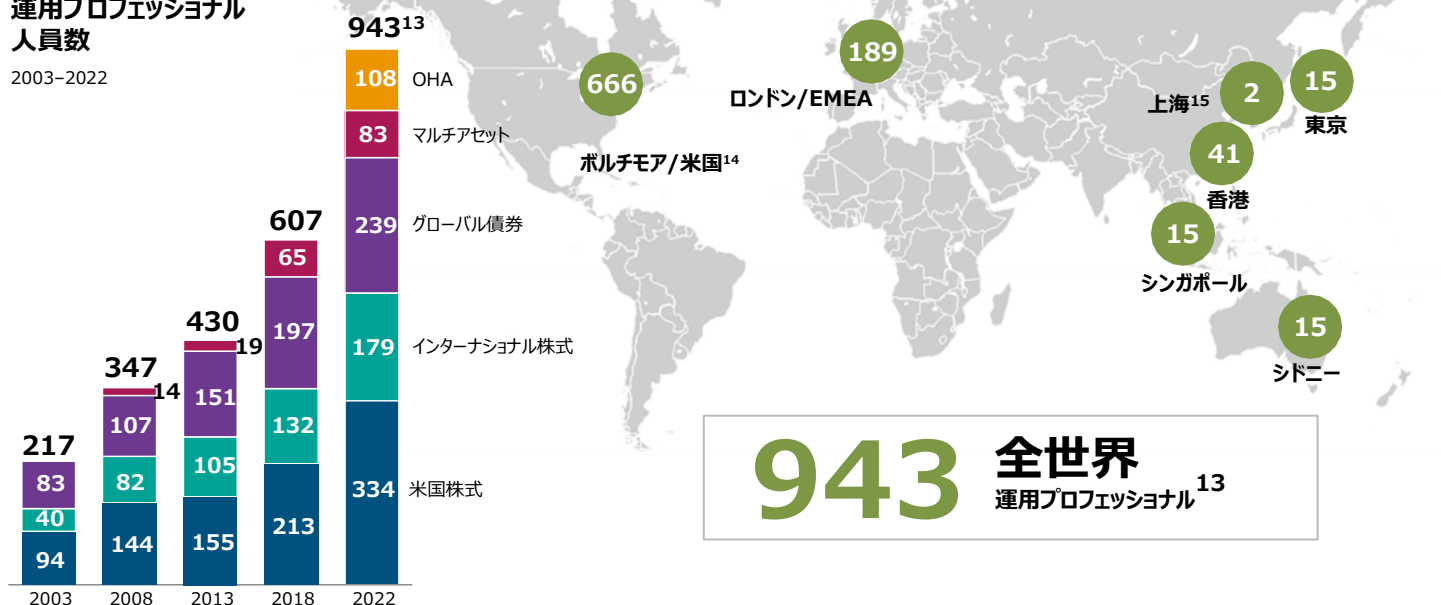 運用プロフェッショナル
人員数
2003–2022
943¹³
108 OHA
83 マルチアセット
239 グローバル債券
179 インターナショナル株式
334 米国株式
607
65
197
132
213
430
19
151
105
155
347
14
107
82
144
217
83
40
94
2003 2008 2013 2018 2022
666
ボルチモア/米国¹⁴
189
ロンドン/EMEA
上海¹⁵
2
15
東京
41
香港
15
シンガポール
15
シドニー
943 全世界
運用プロフェッショナル¹³